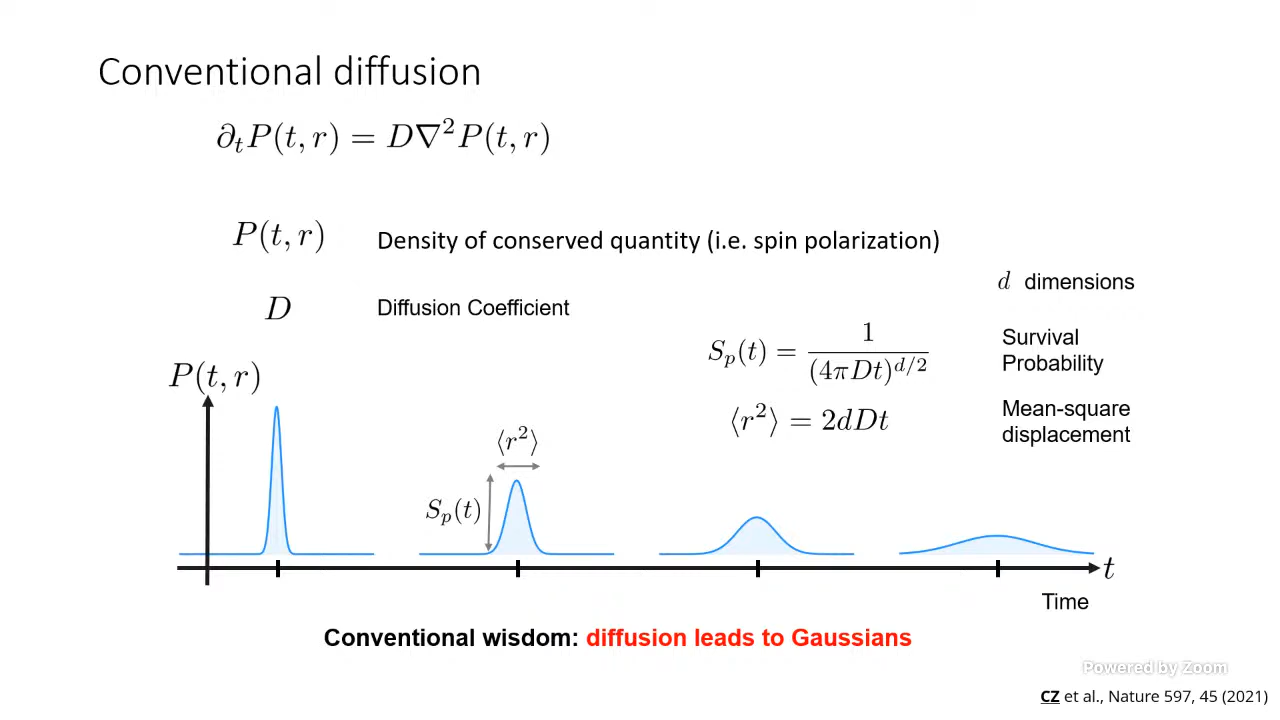 Conventional diffusion
∂ₜP(t, r) = D∇²P(t, r)
P(t, r) Density of conserved quantity (i.e. spin polarization)
d dimensions
D Diffusion Coefficient
Sₚ(t) = 1/(4πDt)^{d/2} Survival
Probability
P(t, r)
⟨r²⟩ = 2dDt Mean-square
displacement
⟨r²⟩
Sₚ(t)
t
Time
Conventional wisdom: diffusion leads to Gaussians
Powered by Zoom
CZ et al., Nature 597, 45 (2021)